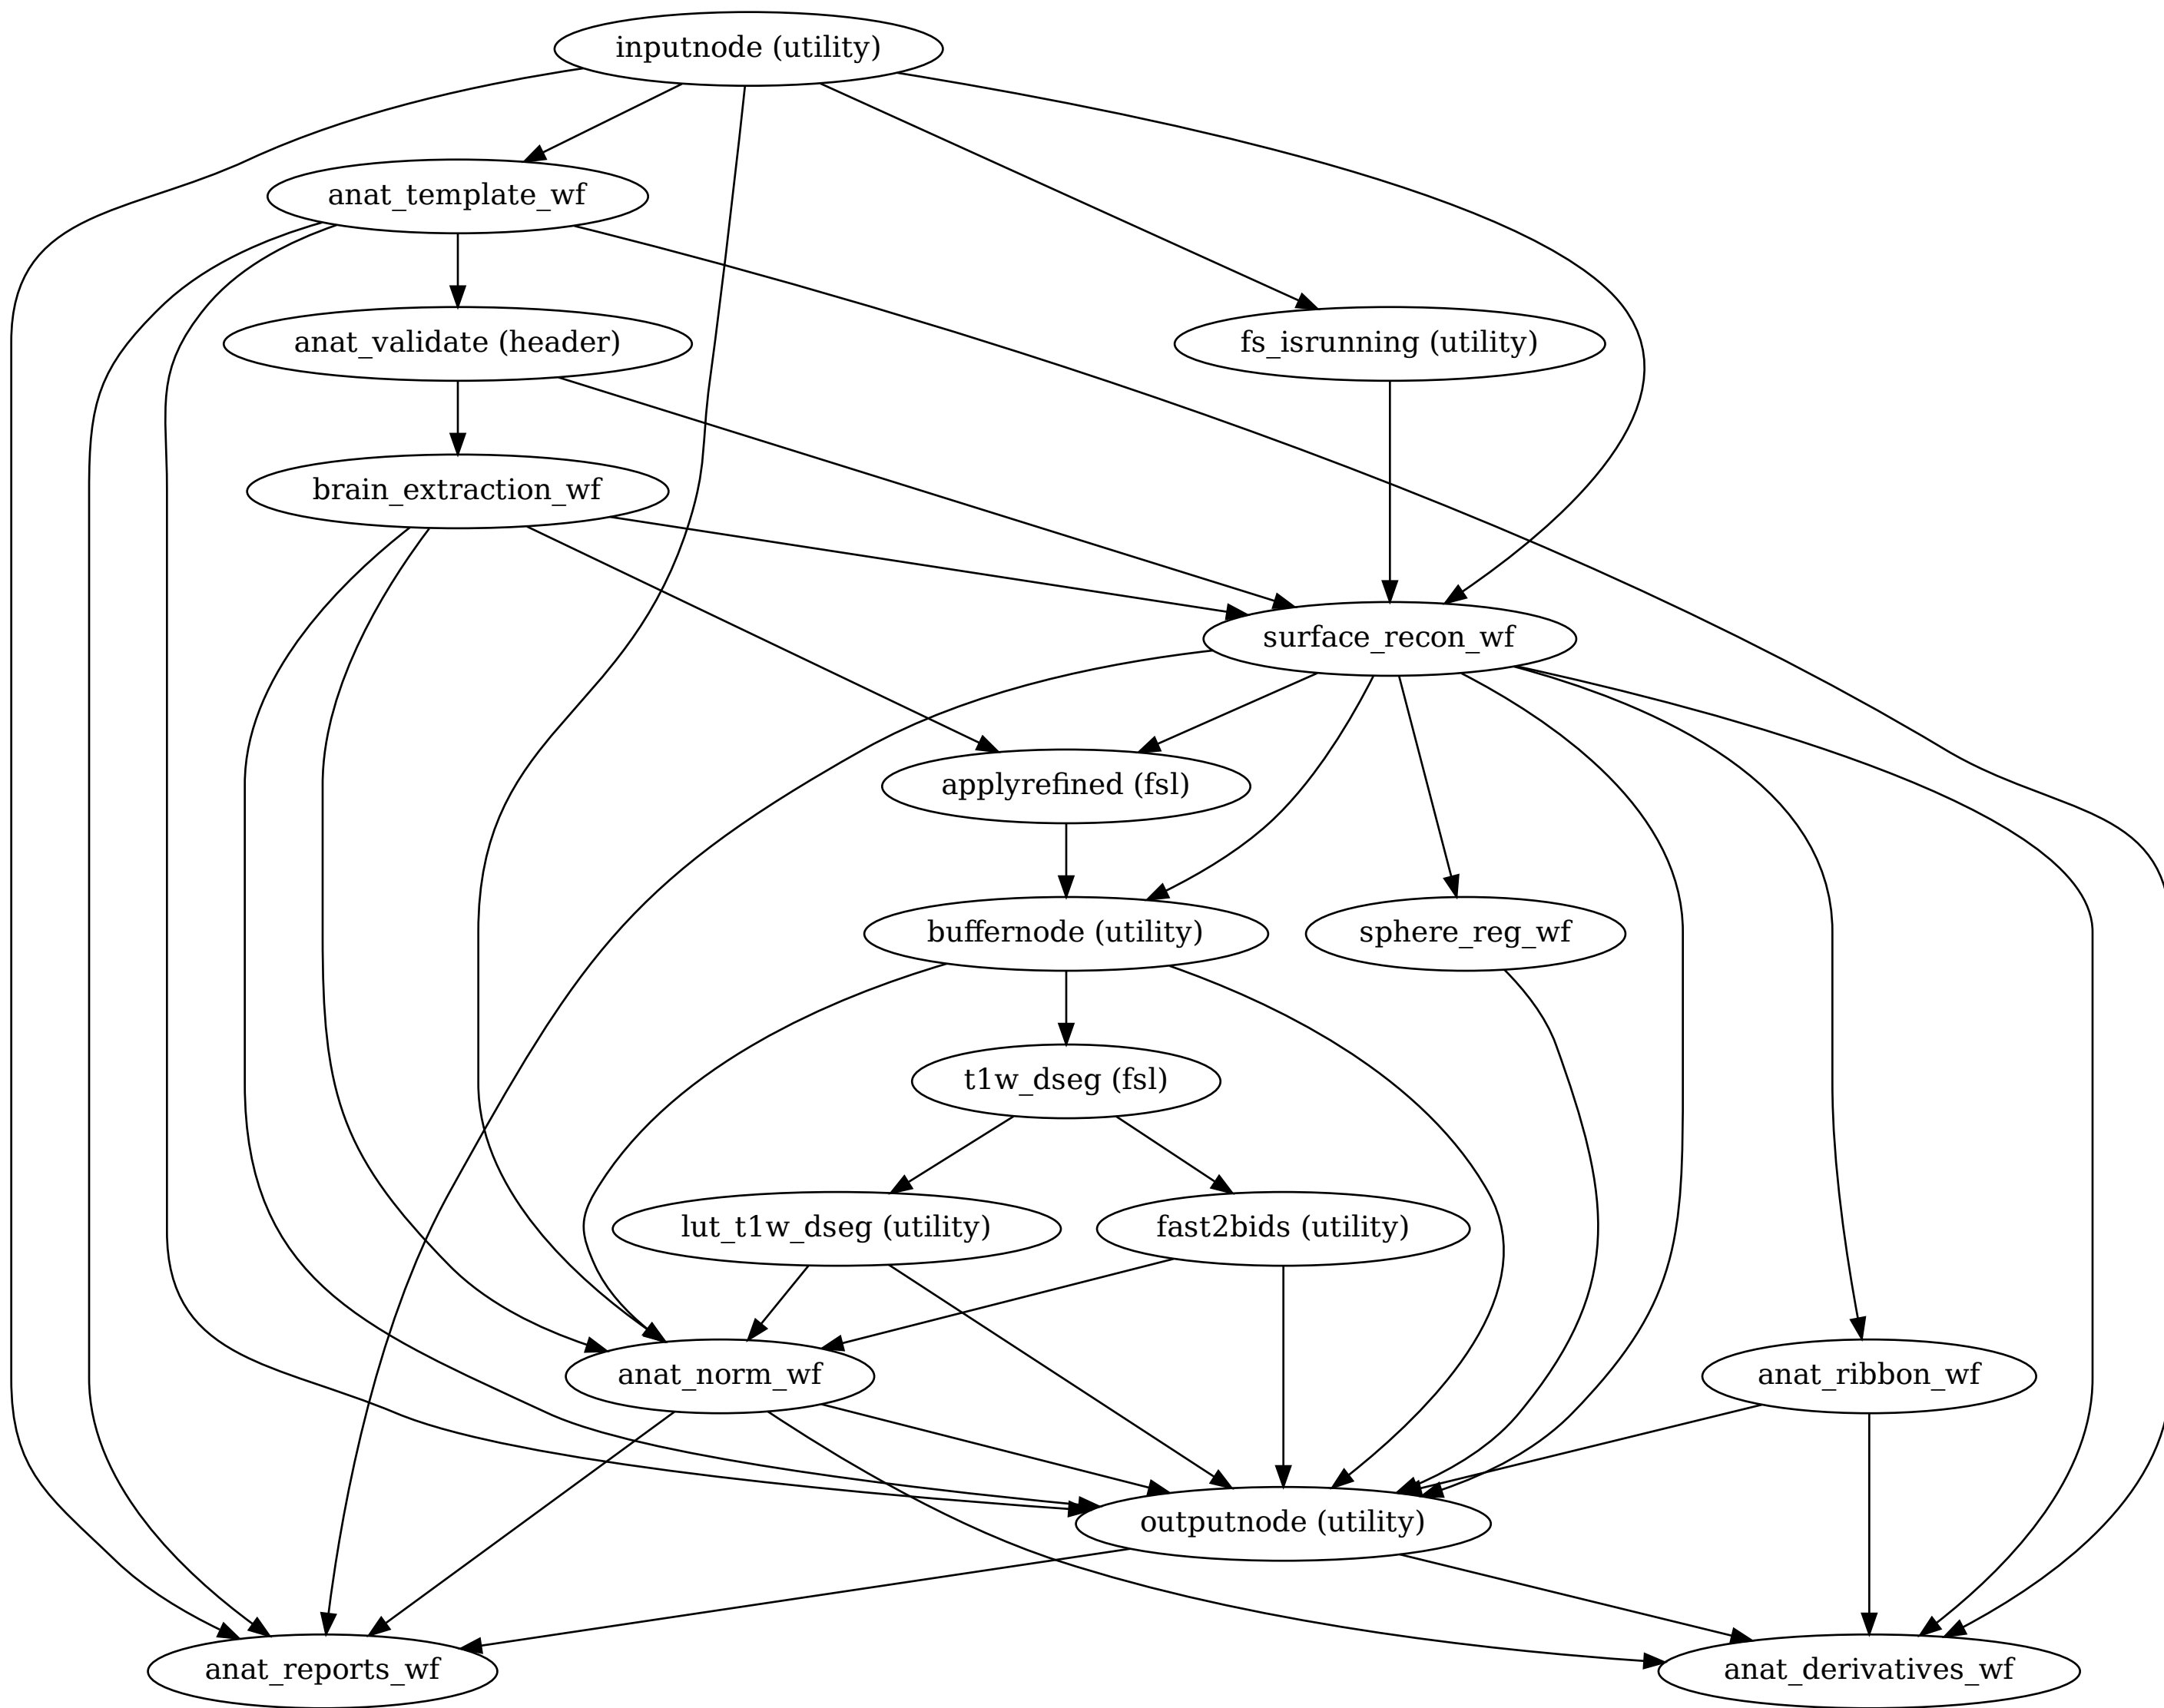 inputnode (utility)
anat_template_wf
anat_validate (header)
fs_isrunning (utility)
brain_extraction_wf
surface_recon_wf
applyrefined (fsl)
buffernode (utility)
sphere_reg_wf
t1w_dseg (fsl)
lut_t1w_dseg (utility)
fast2bids (utility)
anat_norm_wf
anat_ribbon_wf
outputnode (utility)
anat_reports_wf
anat_derivatives_wf